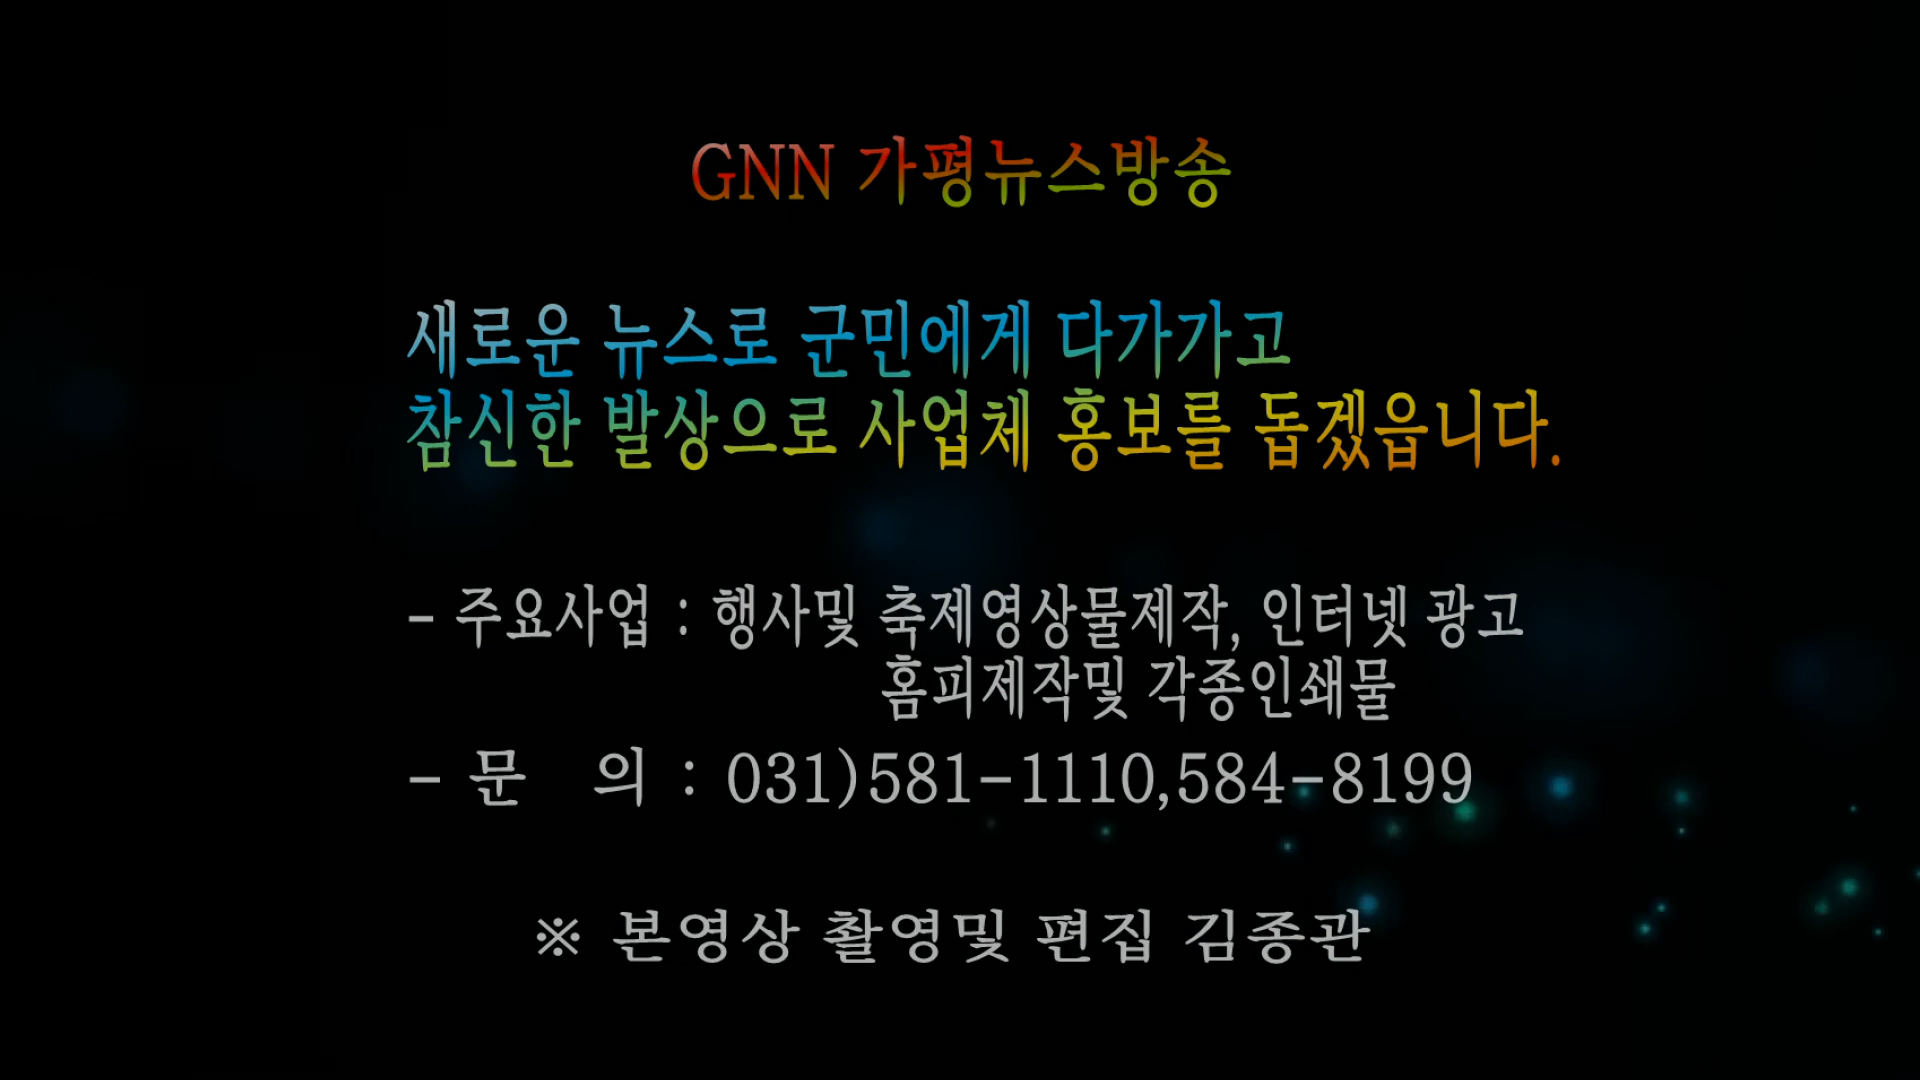 GNN 가평뉴스방송
새로운 뉴스로 군민에게 다가가고
참신한 발상으로 사업체 홍보를 돕겠읍니다.
- 주요사업 : 행사및 축제영상물제작, 인터넷 광고
홈피제작및 각종인쇄물
- 문 의 : 031)581-1110,584-8199
※ 본영상 촬영및 편집 김종관